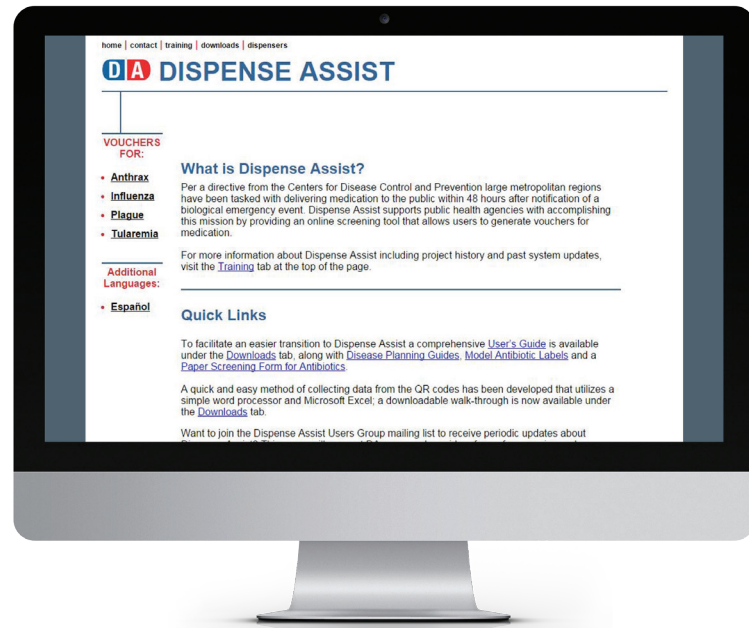 home | contact | training | downloads | dispensers
DA DISPENSE ASSIST
VOUCHERS
FOR:
• Anthrax
• Influenza
• Plague
• Tularemia
Additional
Languages:
• Español
What is Dispense Assist?
Per a directive from the Centers for Disease Control and Prevention large metropolitan regions
have been tasked with delivering medication to the public within 48 hours after notification of a
biological emergency event. Dispense Assist supports public health agencies with accomplishing
this mission by providing an online screening tool that allows users to generate vouchers for
medication.
For more information about Dispense Assist including project history and past system updates,
visit the Training tab at the top of the page.
Quick Links
To facilitate an easier transition to Dispense Assist a comprehensive User's Guide is available
under the Downloads tab, along with Disease Planning Guides, Model Antibiotic Labels and a
Paper Screening Form for Antibiotics.
A quick and easy method of collecting data from the QR codes has been developed that utilizes a
simple word processor and Microsoft Excel; a downloadable walk-through is now available under
the Downloads tab.
Want to join the Dispense Assist Users Group mailing list to receive periodic updates about